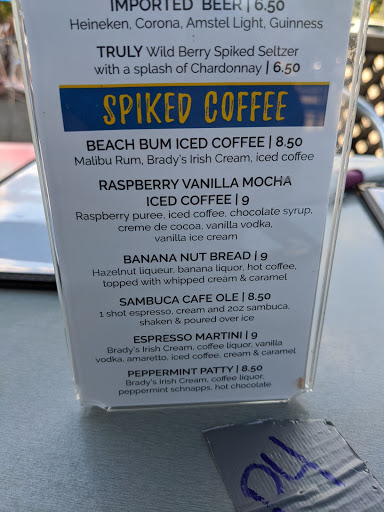 IMPORTED BEER | 6.50
Heineken, Corona, Amstel Light, Guinness
TRULY Wild Berry Spiked Seltzer
with a splash of Chardonnay | 6.50
SPIKED COFFEE
BEACH BUM ICED COFFEE | 8.50
Malibu Rum, Brady's Irish Cream, iced coffee
RASPBERRY VANILLA MOCHA
ICED COFFEE | 9
Raspberry puree, iced coffee, chocolate syrup,
creme de cocoa, vanilla vodka,
vanilla ice cream
BANANA NUT BREAD | 9
Hazelnut liqueur, banana liquor, hot coffee,
topped with whipped cream & caramel
SAMBUCA CAFE OLE | 8.50
1 shot espresso, cream and 2oz sambuca,
shaken & poured over ice
ESPRESSO MARTINI | 9
Brady's Irish Cream, coffee liquor, vanilla
vodka, amaretto, iced coffee, cream & caramel
PEPPERMINT PATTY | 8.50
Brady's Irish Cream, coffee liquor,
peppermint schnapps, hot chocolate